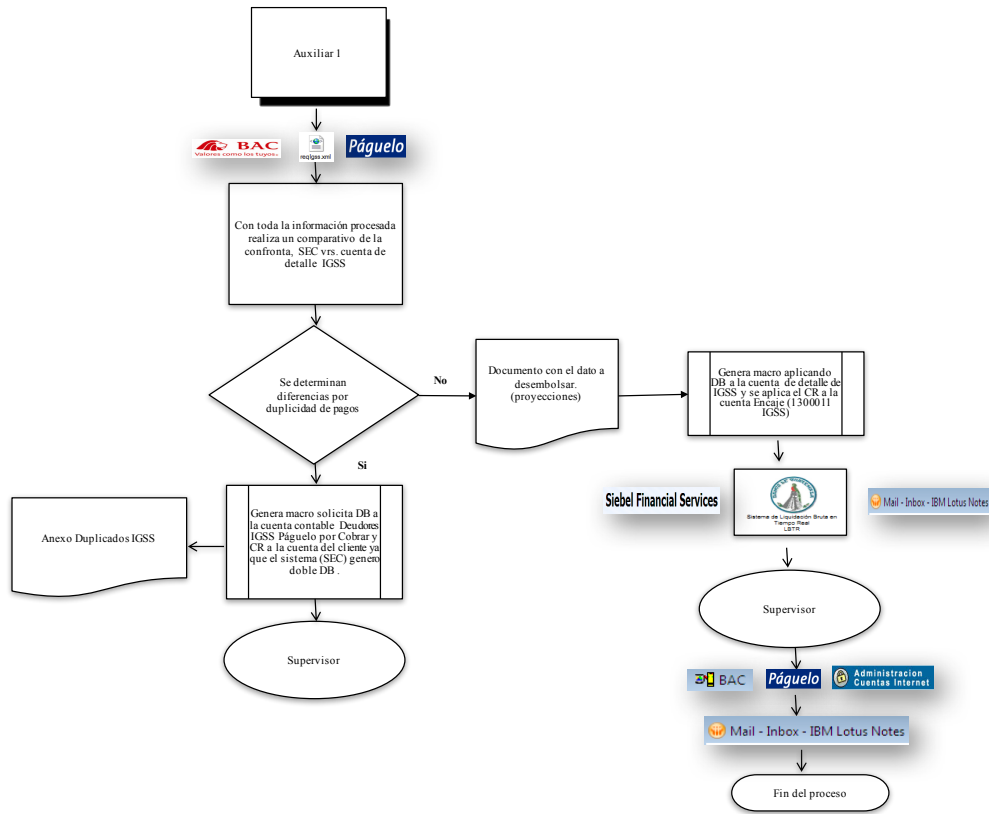 Auxiliar 1
BAC
Valores como los tuyos.
reqIgss.xml
Páguelo
Con toda la información procesada
realiza un comparativo de la
confronta, SEC vrs. cuenta de
detalle IGSS
Se determinan
diferencias por
duplicidad de pagos
No
Documento con el dato a
desembolsar.
(proyecciones)
Genera macro aplicando
DB a la cuenta de detalle de
IGSS y se aplica el CR a la
cuenta Encaje (1300011
IGSS)
Si
Siebel Financial Services
Sistema de Liquidación Bruta en
Tiempo Real
LBTR
Mail - Inbox - IBM Lotus Notes
Anexo Duplicados IGSS
Genera macro solicita DB a
la cuenta contable Deudores
IGSS Páguelo por Cobrar y
CR a la cuenta del cliente ya
que el sistema (SEC) genero
doble DB .
Supervisor
Supervisor
BAC
Páguelo
Administracion
Cuentas Internet
Mail - Inbox - IBM Lotus Notes
Fin del proceso